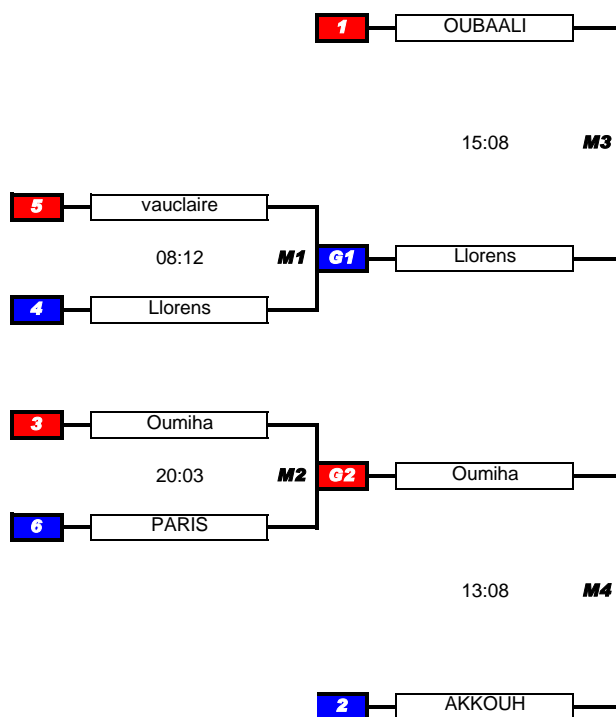 1 OUBAALI
15:08 M3
5 vauclaire
08:12 M1 G1 Llorens
4 Llorens
3 Oumiha
20:03 M2 G2 Oumiha
6 PARIS
13:08 M4
2 AKKOUH